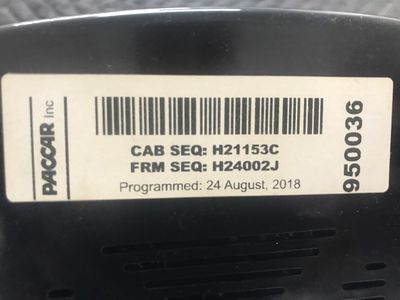 PACCAR Inc
CAB SEQ: H21153C
FRM SEQ: H24002J
Programmed: 24 August, 2018
950036